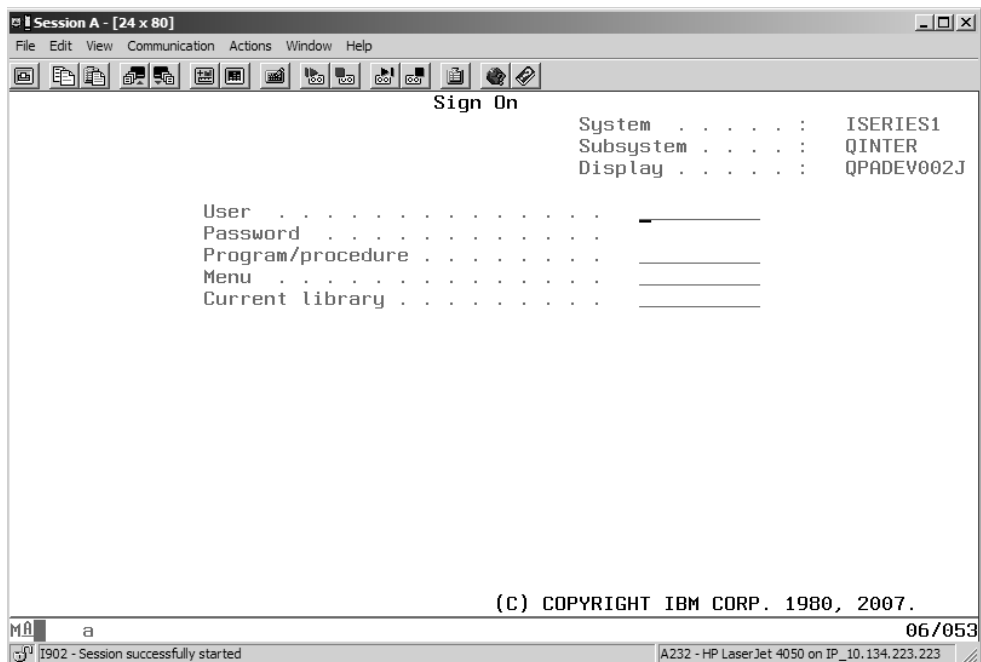 Session A - [24 x 80]
File Edit View Communication Actions Window Help
Sign On
System . . . . . : ISERIES1
Subsystem . . . . : QINTER
Display . . . . . : QPADEV002J
User . . . . . . . . . . . . . .
Password . . . . . . . . . . . .
Program/procedure . . . . . . . .
Menu . . . . . . . . . . . . . .
Current library . . . . . . . . .
(C) COPYRIGHT IBM CORP. 1980, 2007.
MA a 06/053
I902 - Session successfully started A232 - HP LaserJet 4050 on IP_10.134.223.223